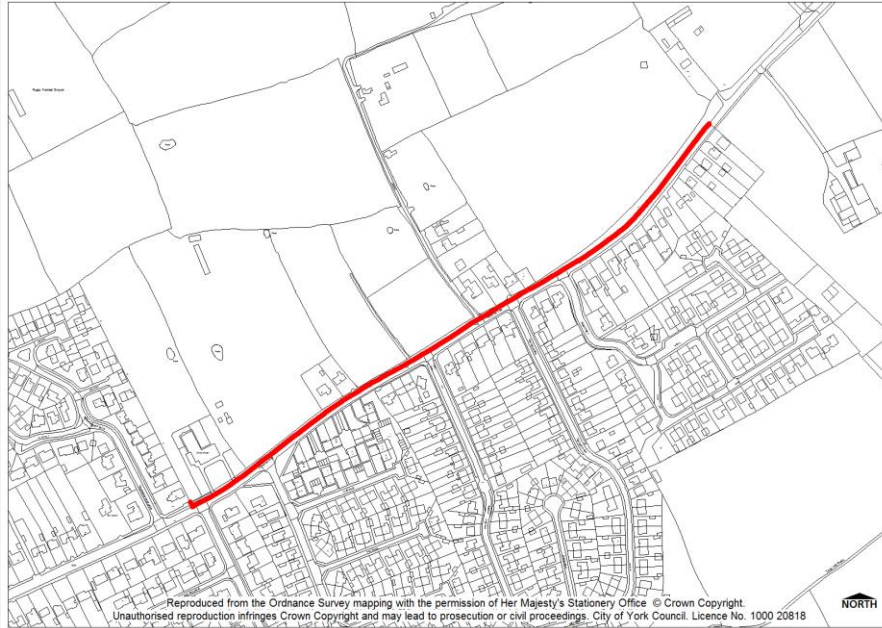 Reproduced from the Ordnance Survey mapping with the permission of Her Majesty's Stationery Office © Crown Copyright.
Unauthorised reproduction infringes Crown Copyright and may lead to prosecution or civil proceedings. City of York Council. Licence No. 1000 20818
NORTH